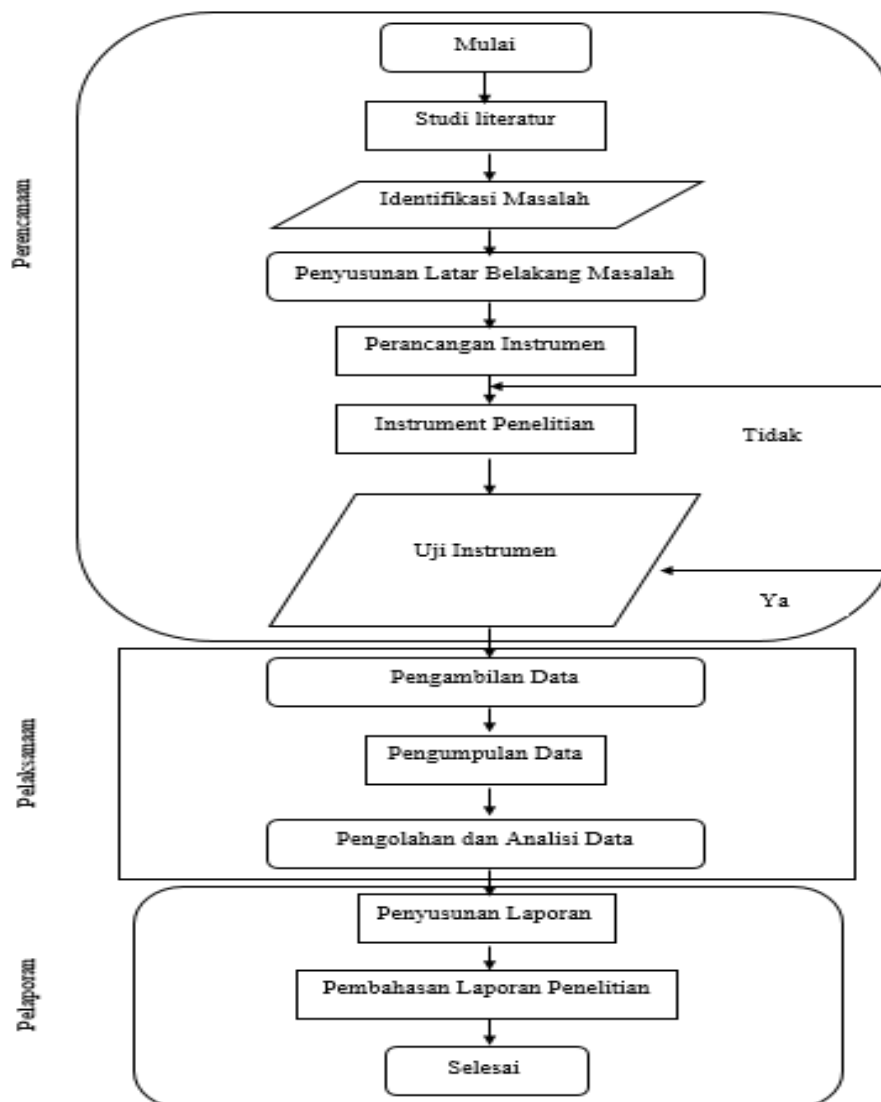 Perencanaan
Mulai
Studi literatur
Identifikasi Masalah
Penyusunan Latar Belakang Masalah
Perancangan Instrumen
Instrument Penelitian
Tidak
Uji Instrumen
Ya
Pelaksanaan
Pengambilan Data
Pengumpulan Data
Pengolahan dan Analisi Data
Pelaporan
Penyusunan Laporan
Pembahasan Laporan Penelitian
Selesai